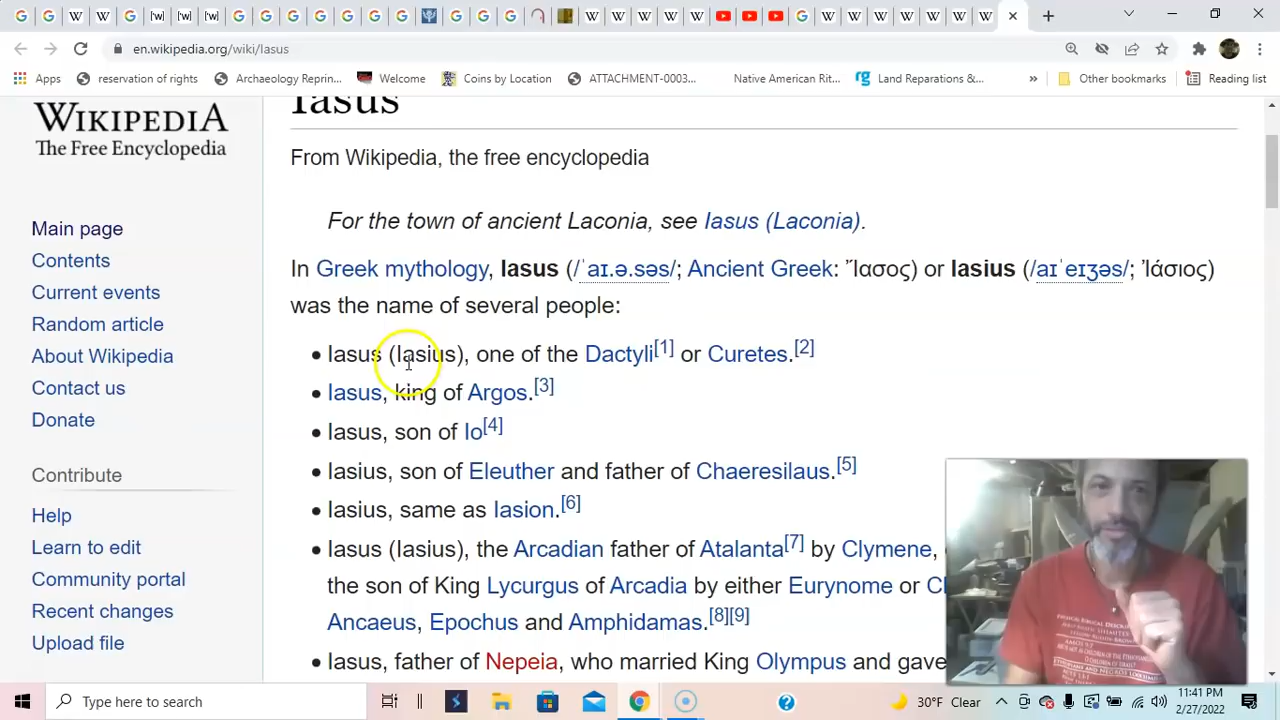 en.wikipedia.org/wiki/Iasus
Apps reservation of rights Archaeology Reprin... Welcome Coins by Location ATTACHMENT-0003... Native American Rit... Land Reparations &... » Other bookmarks Reading list
WIKIPEDIA
The Free Encyclopedia
Main page
Contents
Current events
Random article
About Wikipedia
Contact us
Donate
Contribute
Help
Learn to edit
Community portal
Recent changes
Upload file
Iasus
From Wikipedia, the free encyclopedia
For the town of ancient Laconia, see Iasus (Laconia).
In Greek mythology, Iasus (/ˈaɪ.ə.səs/; Ancient Greek: Ἴασος) or Iasius (/aɪˈeɪʒəs/; Ἰάσιος)
was the name of several people:
• Iasus (Iasius), one of the Dactyli[1] or Curetes.[2]
• Iasus, king of Argos.[3]
• Iasus, son of Io[4]
• Iasius, son of Eleuther and father of Chaeresilaus.[5]
• Iasius, same as Iasion.[6]
• Iasus (Iasius), the Arcadian father of Atalanta[7] by Clymene,
the son of King Lycurgus of Arcadia by either Eurynome or
Ancaeus, Epochus and Amphidamas.[8][9]
• Iasus, father of Nepeia, who married King Olympus and gave
Type here to search
30°F Clear
11:41 PM
2/27/2022